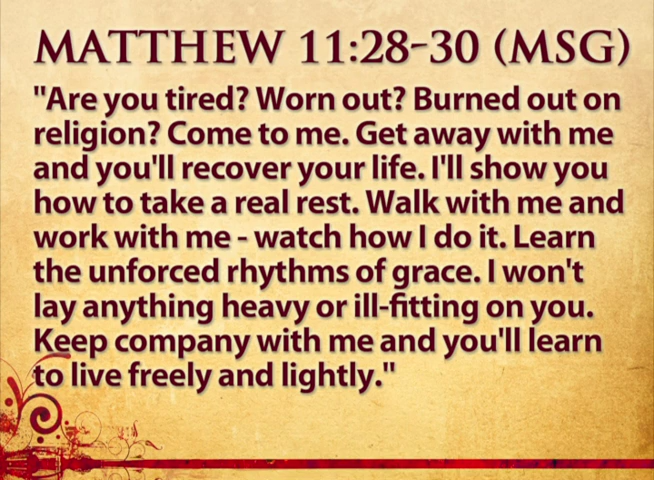 MATTHEW 11:28-30 (MSG)
"Are you tired? Worn out? Burned out on
religion? Come to me. Get away with me
and you'll recover your life. I'll show you
how to take a real rest. Walk with me and
work with me - watch how I do it. Learn
the unforced rhythms of grace. I won't
lay anything heavy or ill-fitting on you.
Keep company with me and you'll learn
to live freely and lightly."